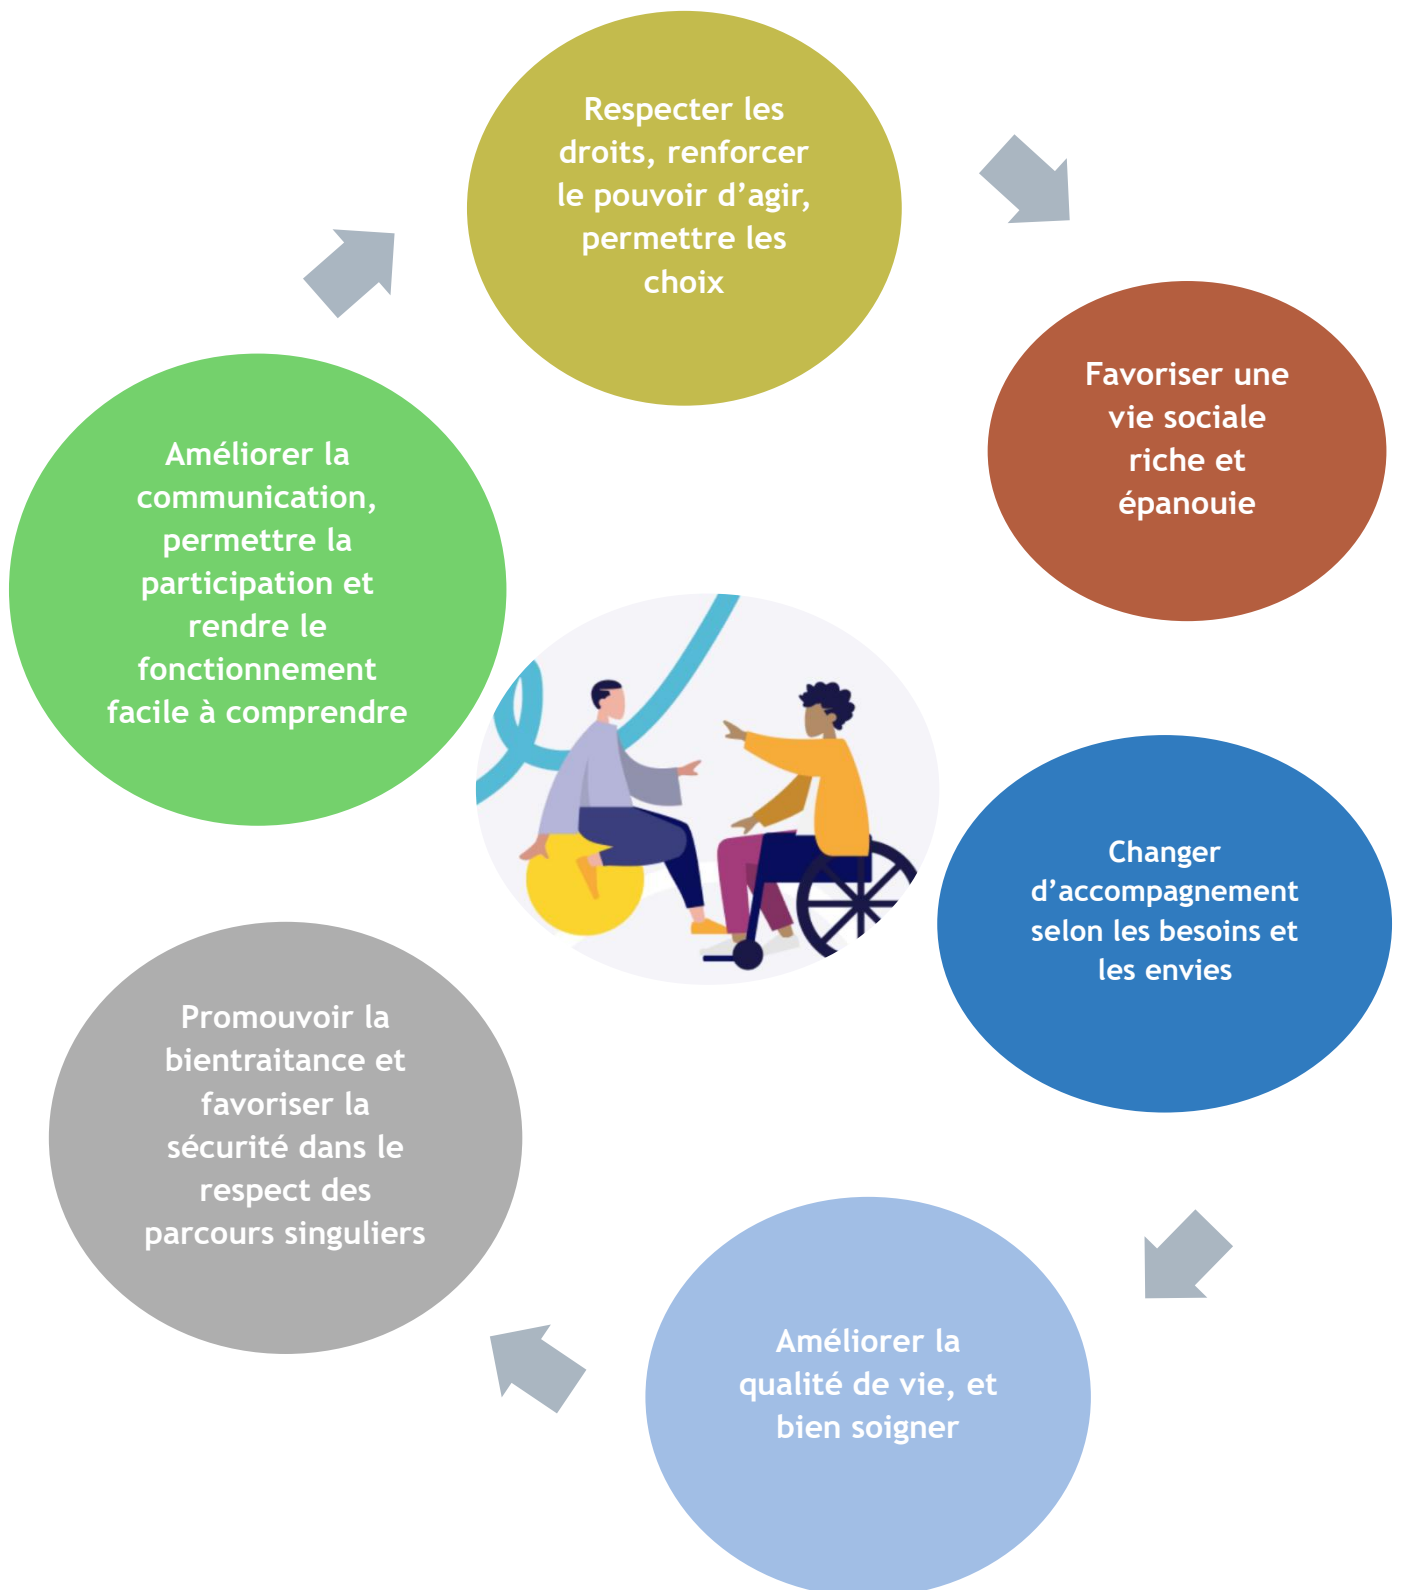 Respecter les
droits, renforcer
le pouvoir d’agir,
permettre les
choix
Favoriser une
vie sociale
riche et
épanouie
Changer
d’accompagnement
selon les besoins et
les envies
Améliorer la
qualité de vie, et
bien soigner
Promouvoir la
bientraitance et
favoriser la
sécurité dans le
respect des
parcours singuliers
Améliorer la
communication,
permettre la
participation et
rendre le
fonctionnement
facile à comprendre